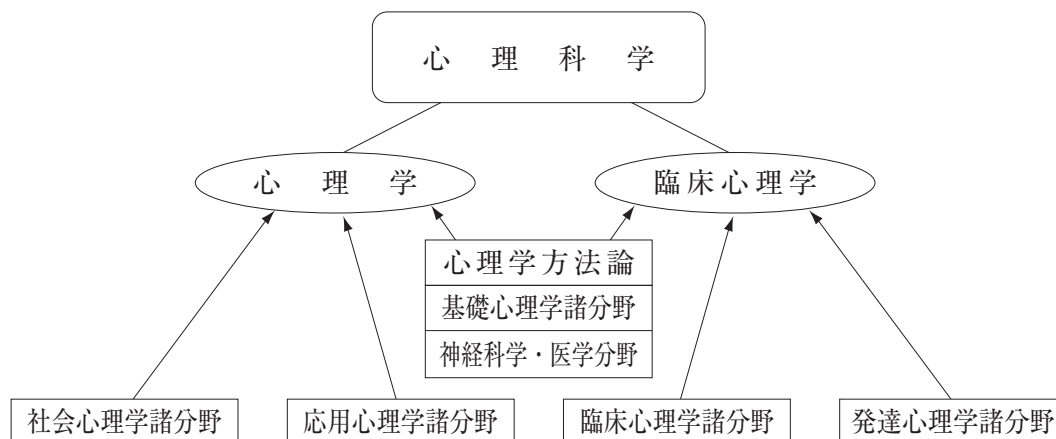 心理科学
心理学
臨床心理学
心理学方法論
基礎心理学諸分野
神経科学・医学分野
社会心理学諸分野
応用心理学諸分野
臨床心理学諸分野
発達心理学諸分野